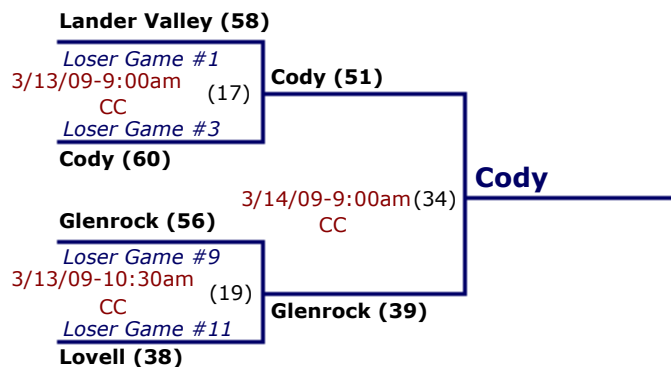 Lander Valley (58)
Loser Game #1
3/13/09-9:00am
(17)
CC
Loser Game #3
Cody (60)
Cody (51)
Cody
3/14/09-9:00am(34)
CC
Glenrock (56)
Loser Game #9
3/13/09-10:30am
(19)
CC
Loser Game #11
Lovell (38)
Glenrock (39)